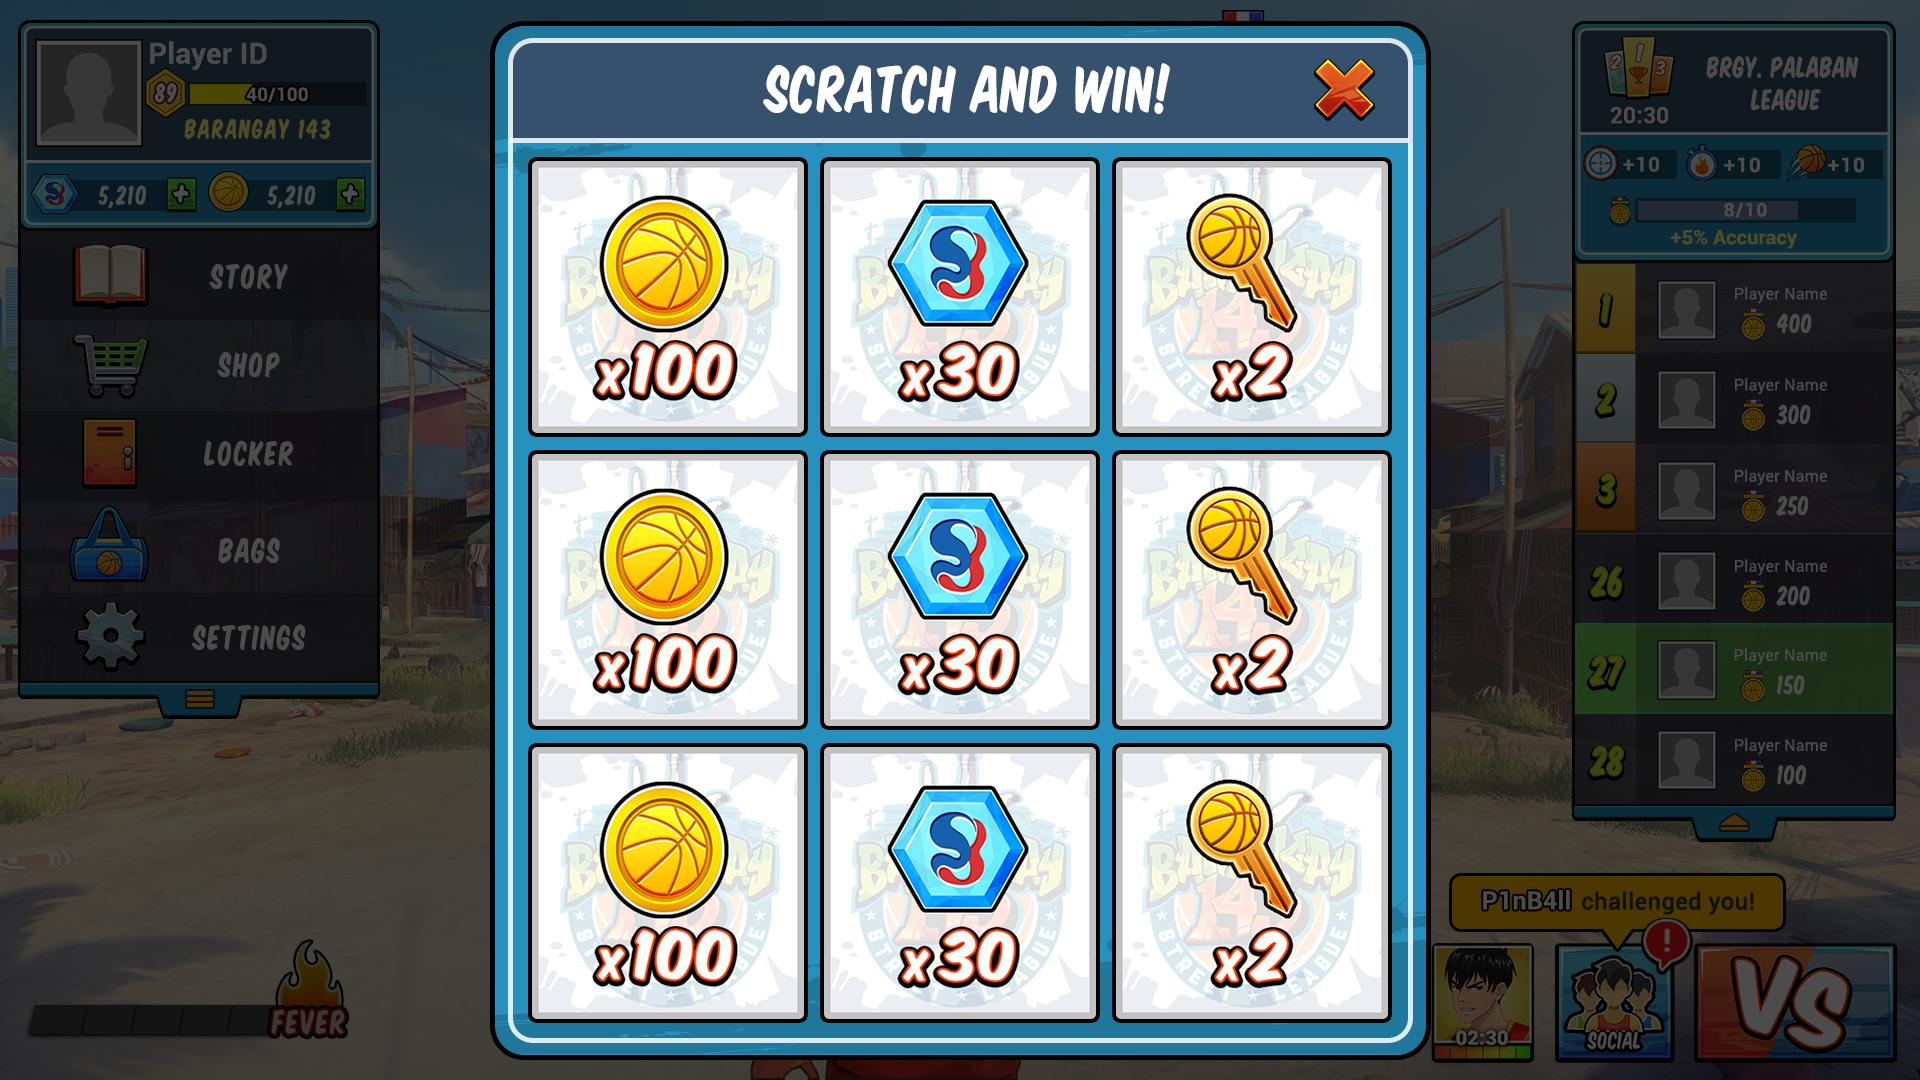 Player ID
89
40/100
BARANGAY 143
5,210
5,210
STORY
SHOP
LOCKER
BAGS
SETTINGS
FEVER
SCRATCH AND WIN!
x100
x30
x2
x100
x30
x2
x100
x30
x2
2 1 3
20:30
BRGY. PALABAN
LEAGUE
+10
+10
+10
8/10
+5% Accuracy
1
Player Name
400
2
Player Name
300
3
Player Name
250
26
Player Name
200
27
Player Name
150
28
Player Name
100
P1nB4ll challenged you!
02:30
!
SOCIAL
VS